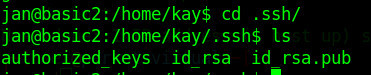 jan@basic2:/home/kay$ cd .ssh/
jan@basic2:/home/kay/.ssh$ ls
authorized_keys  id_rsa  id_rsa.pub